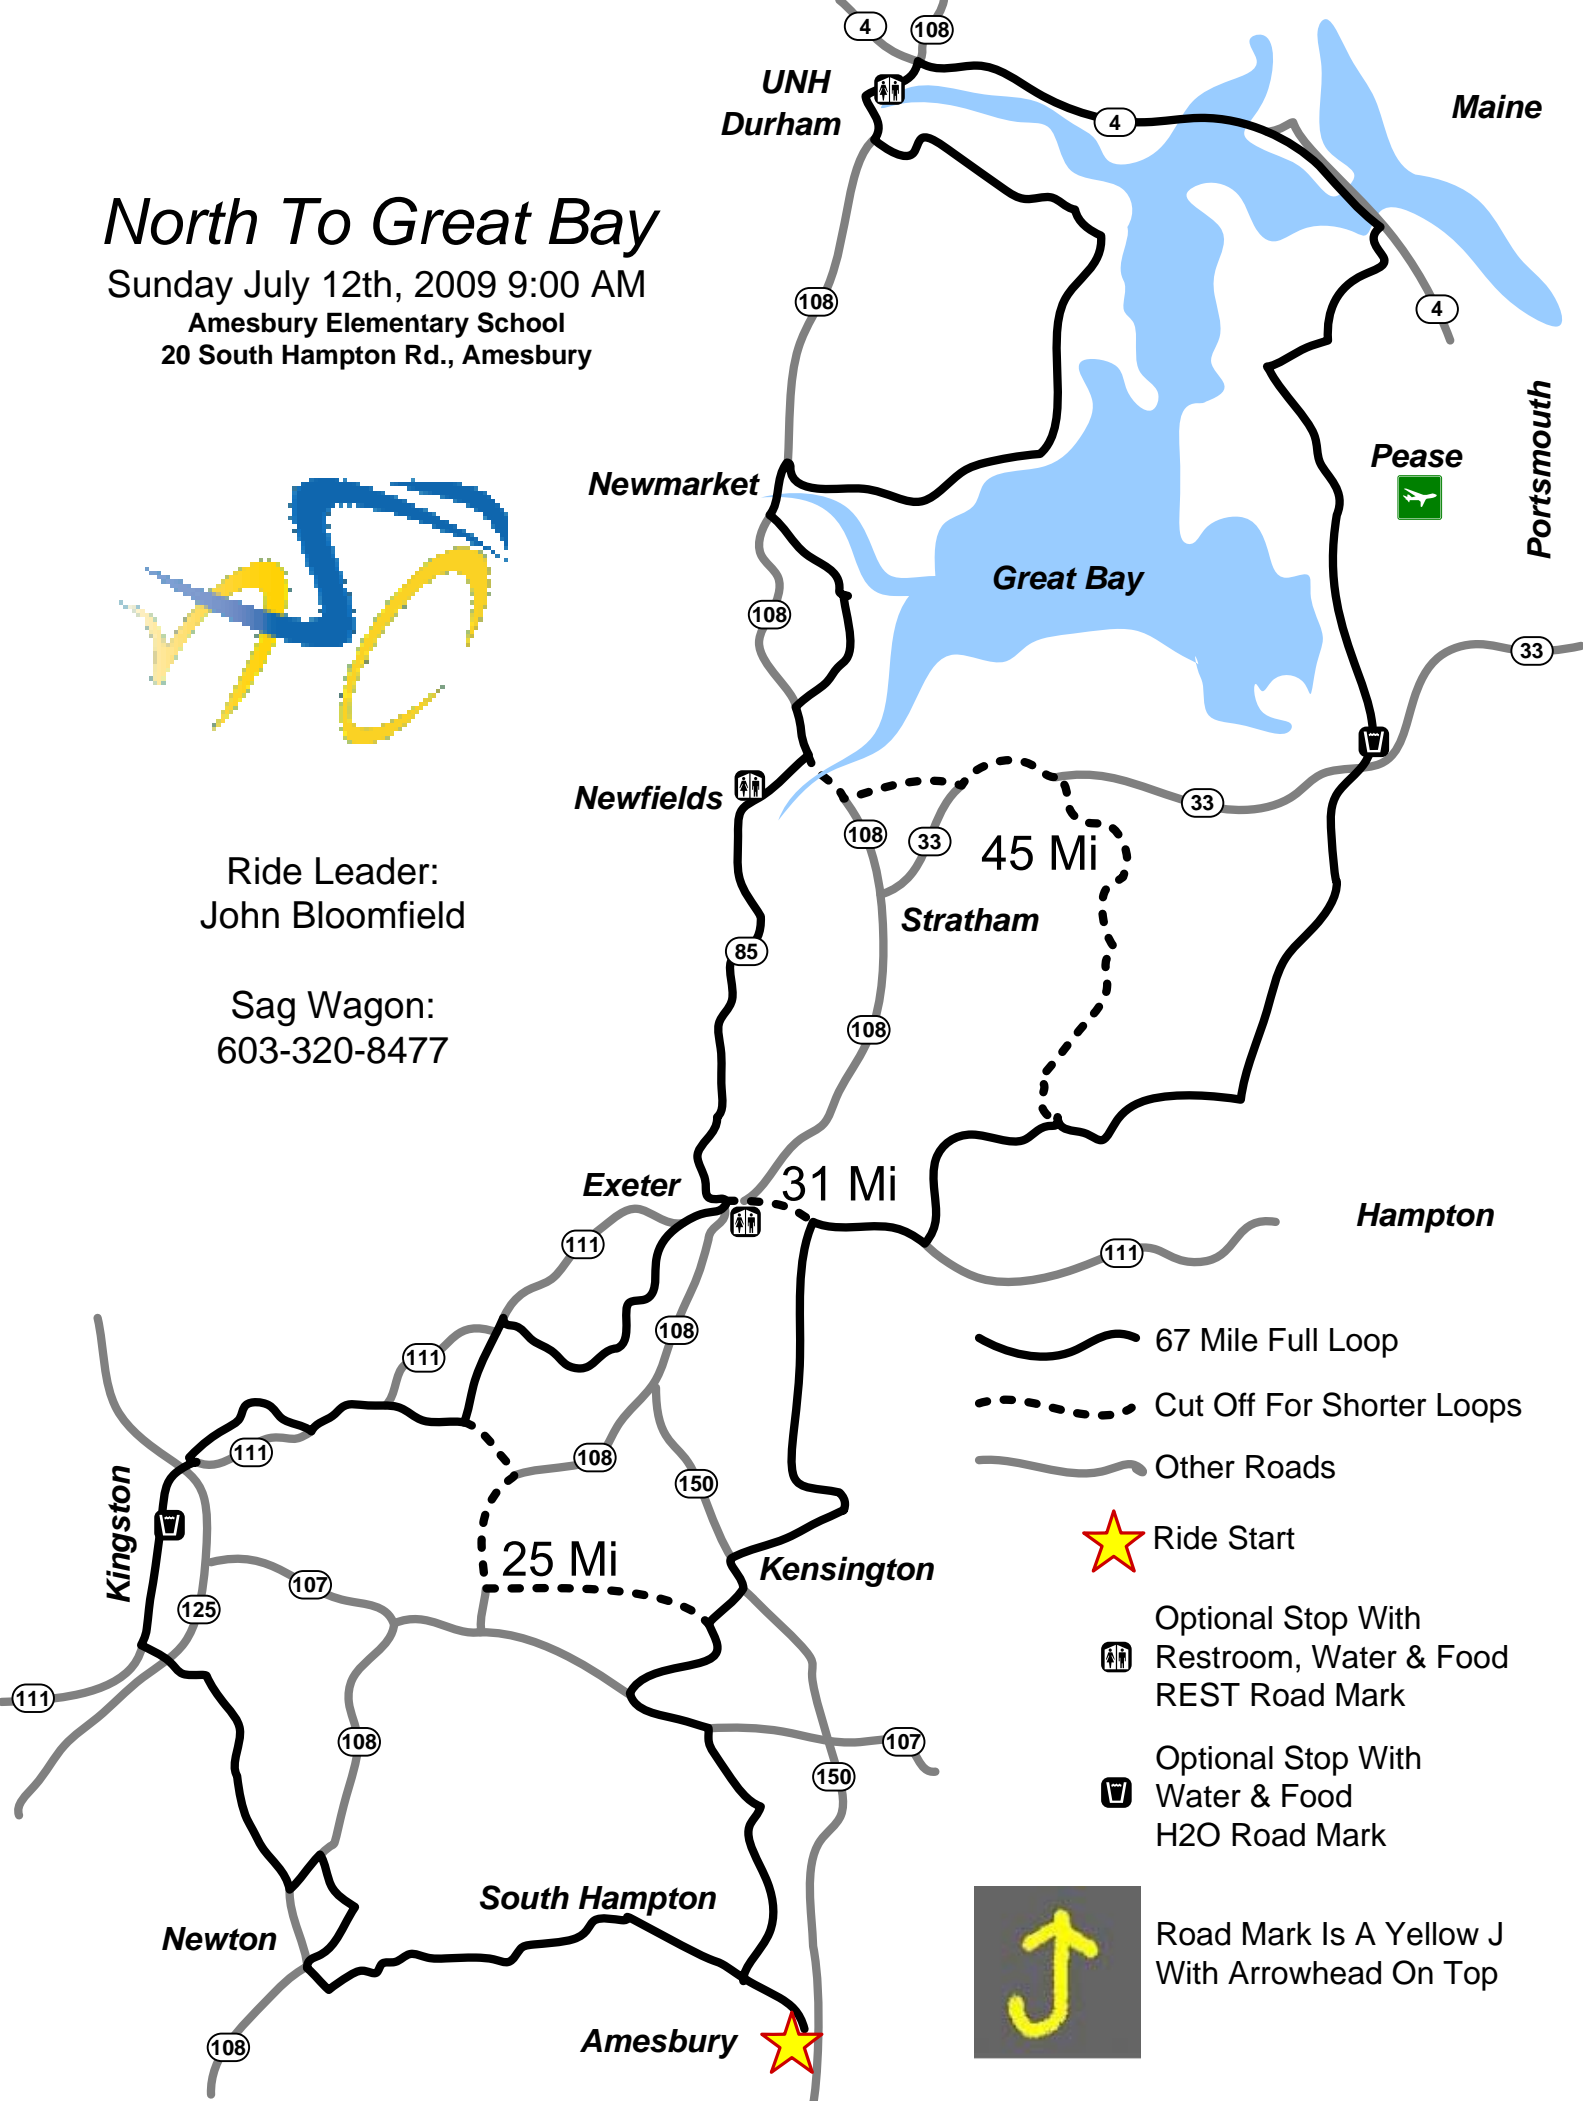 4
108
UNH
Durham
4
Maine
North To Great Bay
Sunday July 12th, 2009 9:00 AM
Amesbury Elementary School
20 South Hampton Rd., Amesbury
108
4
Portsmouth
Pease
Newmarket
Great Bay
108
33
Newfields
33
108
33
45 Mi
Ride Leader:
John Bloomfield
Stratham
85
Sag Wagon:
603-320-8477
108
Exeter
31 Mi
Hampton
111
111
108
111
67 Mile Full Loop
Cut Off For Shorter Loops
111
108
150
Other Roads
Kingston
Ride Start
25 Mi
Kensington
107
125
Optional Stop With
Restroom, Water & Food
REST Road Mark
111
108
107
150
Optional Stop With
Water & Food
H2O Road Mark
South Hampton
Newton
Road Mark Is A Yellow J
With Arrowhead On Top
Amesbury
108